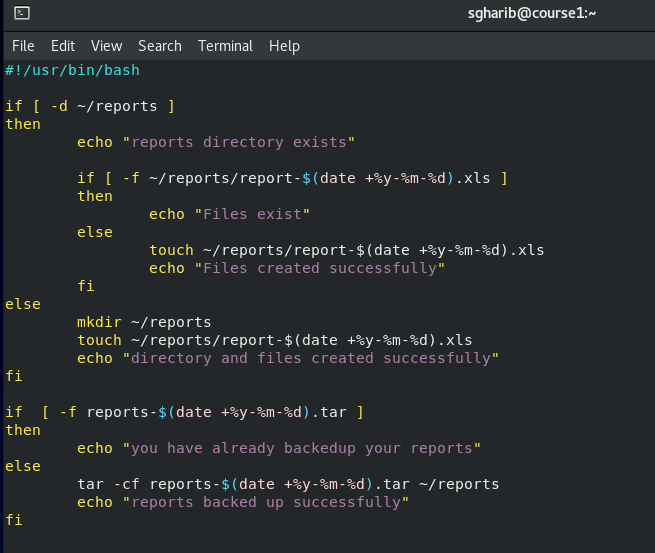 sgharib@course1:~
File Edit View Search Terminal Help
#!/usr/bin/bash

if [ -d ~/reports ]
then
        echo "reports directory exists"

        if [ -f ~/reports/report-$(date +%y-%m-%d).xls ]
        then
                echo "Files exist"
        else
                touch ~/reports/report-$(date +%y-%m-%d).xls
                echo "Files created successfully"
        fi
else
        mkdir ~/reports
        touch ~/reports/report-$(date +%y-%m-%d).xls
        echo "directory and files created successfully"
fi

if  [ -f reports-$(date +%y-%m-%d).tar ]
then
        echo "you have already backedup your reports"
else
        tar -cf reports-$(date +%y-%m-%d).tar ~/reports
        echo "reports backed up successfully"
fi